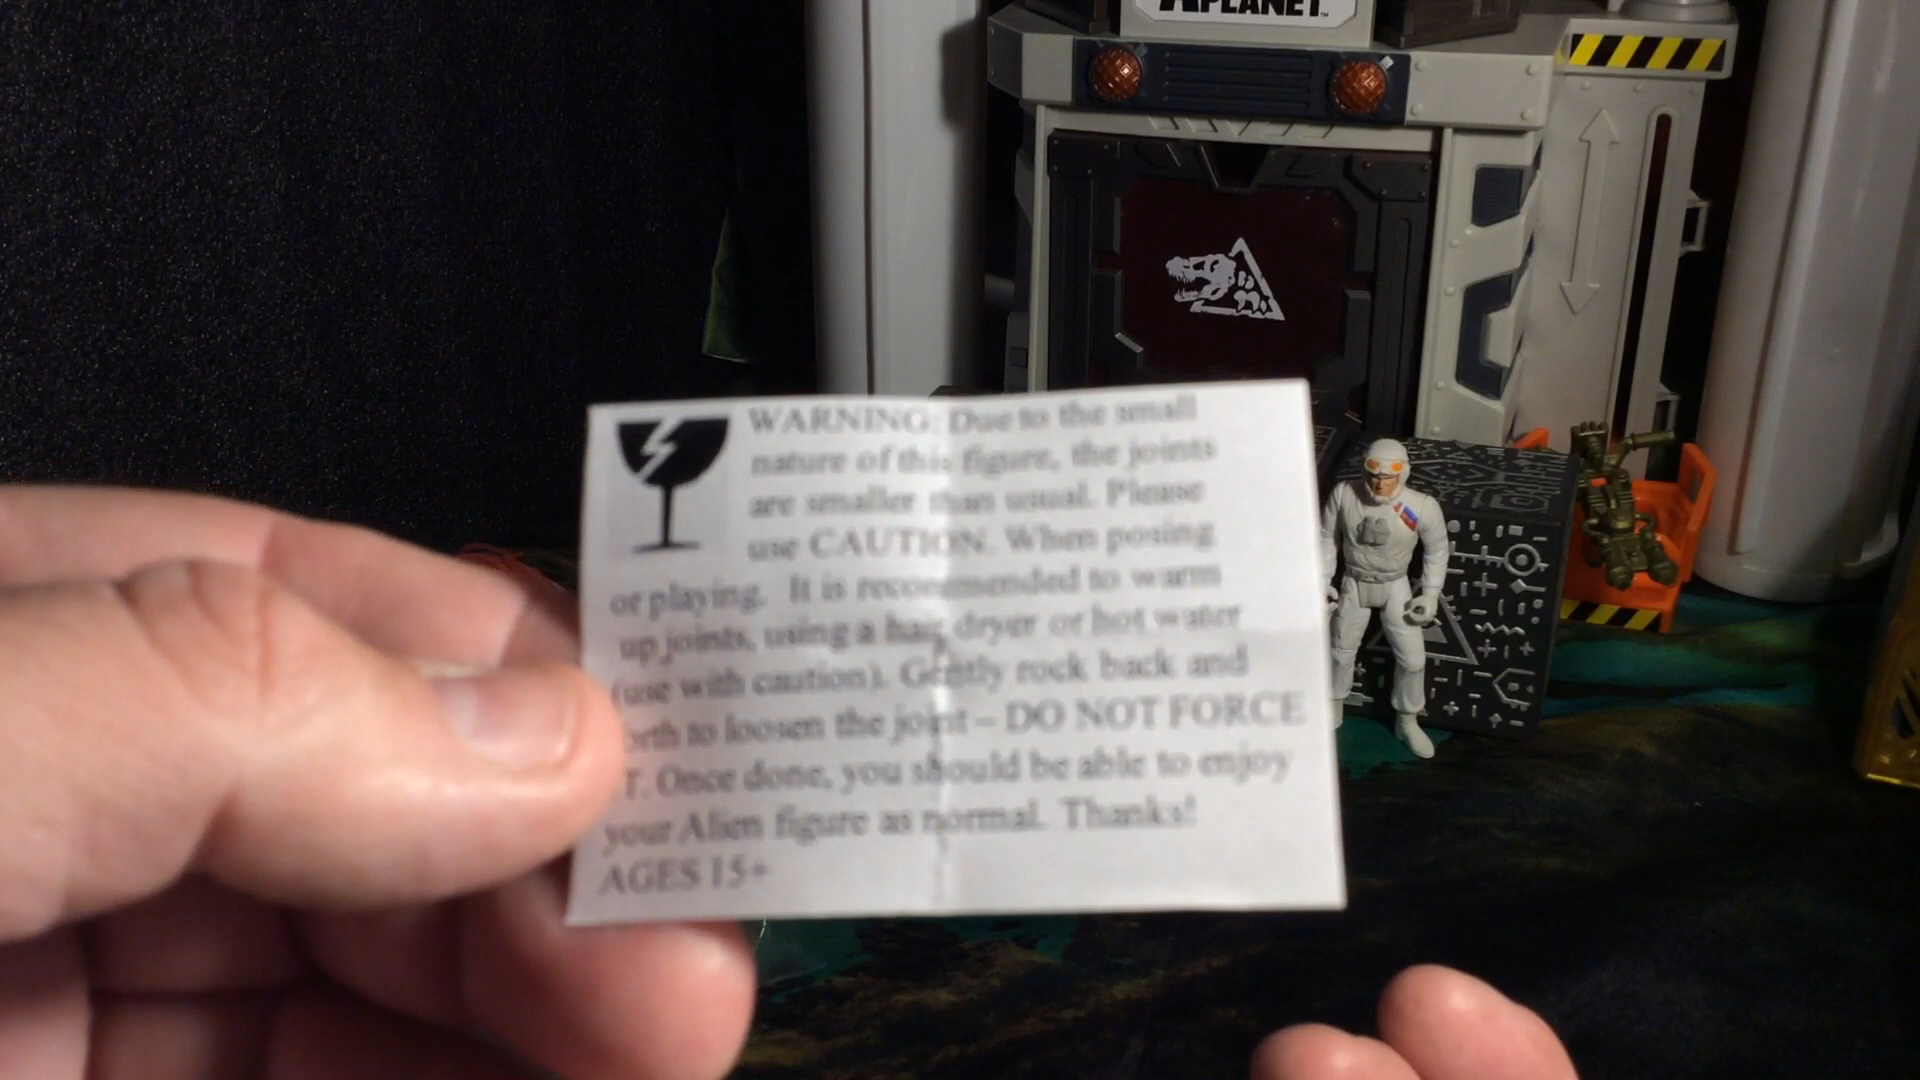 PLANET
WARNING: Due to the small
nature of this figure, the joints
are smaller than usual. Please
use CAUTION. When posing
or playing. It is recommended to warm
up joints, using a hair dryer or hot water
(use with caution). Gently rock back and
orth to loosen the joint – DO NOT FORCE
T. Once done, you should be able to enjoy
your Alien figure as normal. Thanks!
AGES 15+